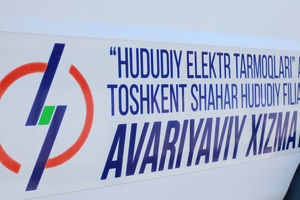 “HUDUDIY ELEKTR TARMOQLARI” A
TOSHKENT SHAHAR HUDUDIY FILIA
AVARIYAVIY XIZMA